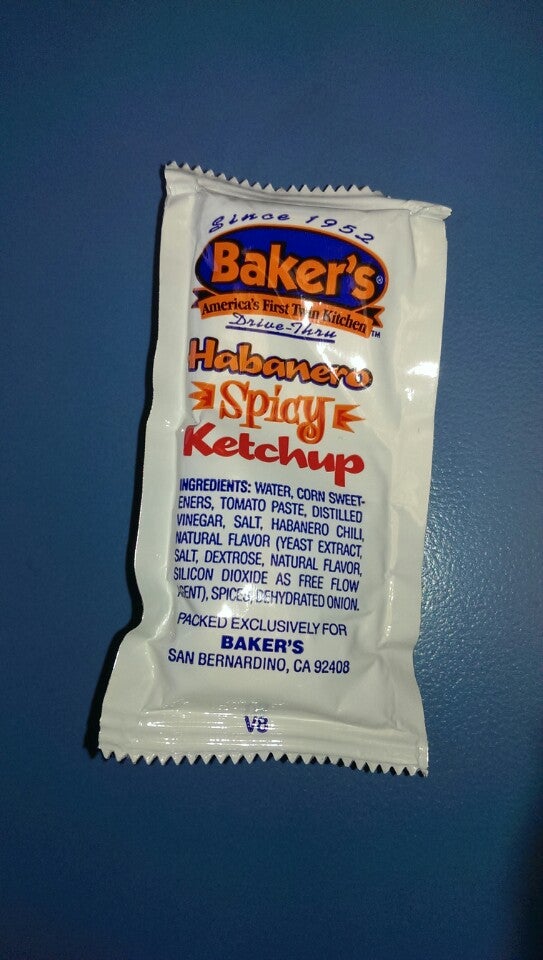 Since 1952
Baker's®
America's First Twin Kitchen
Drive-Thru™
Habanero
Spicy
Ketchup
INGREDIENTS: WATER, CORN SWEET-
ENERS, TOMATO PASTE, DISTILLED
VINEGAR, SALT, HABANERO CHILI,
NATURAL FLAVOR (YEAST EXTRACT,
SALT, DEXTROSE, NATURAL FLAVOR,
SILICON DIOXIDE AS FREE FLOW
AGENT), SPICES, DEHYDRATED ONION.
PACKED EXCLUSIVELY FOR
BAKER'S
SAN BERNARDINO, CA 92408
V8